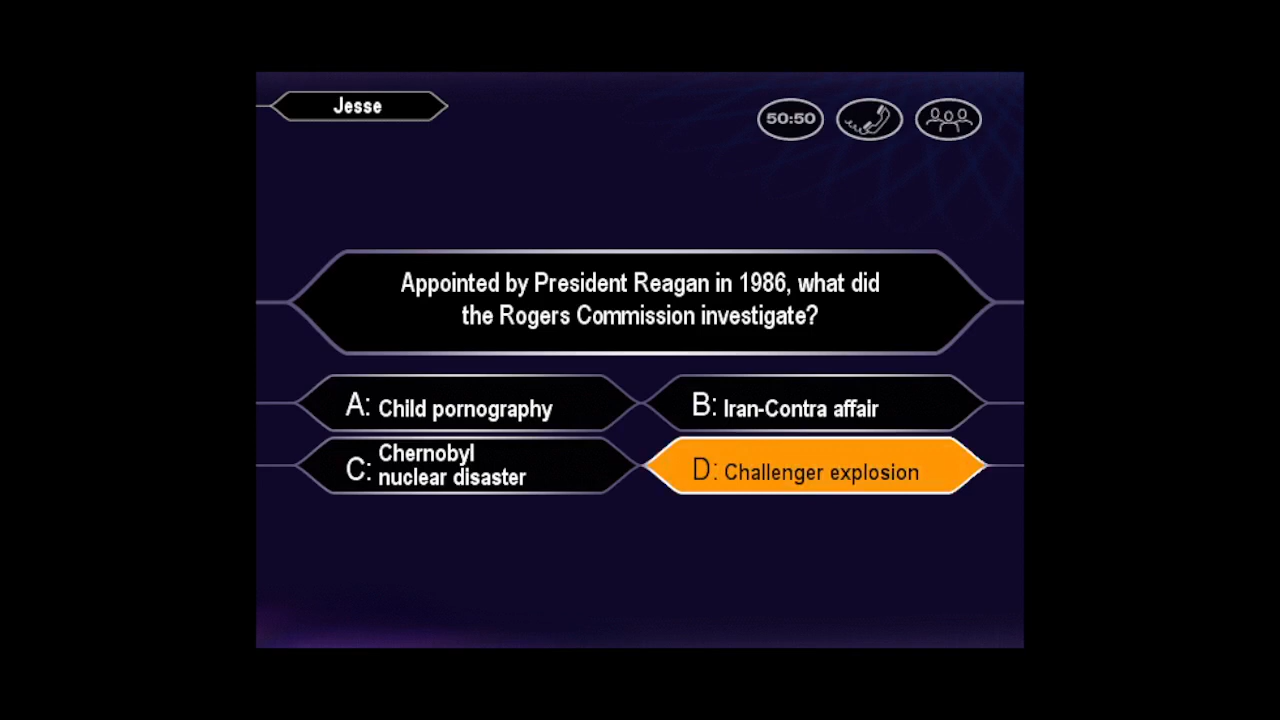 Jesse
50:50
Appointed by President Reagan in 1986, what did
the Rogers Commission investigate?
A: Child pornography
B: Iran-Contra affair
C: Chernobyl
nuclear disaster
D: Challenger explosion